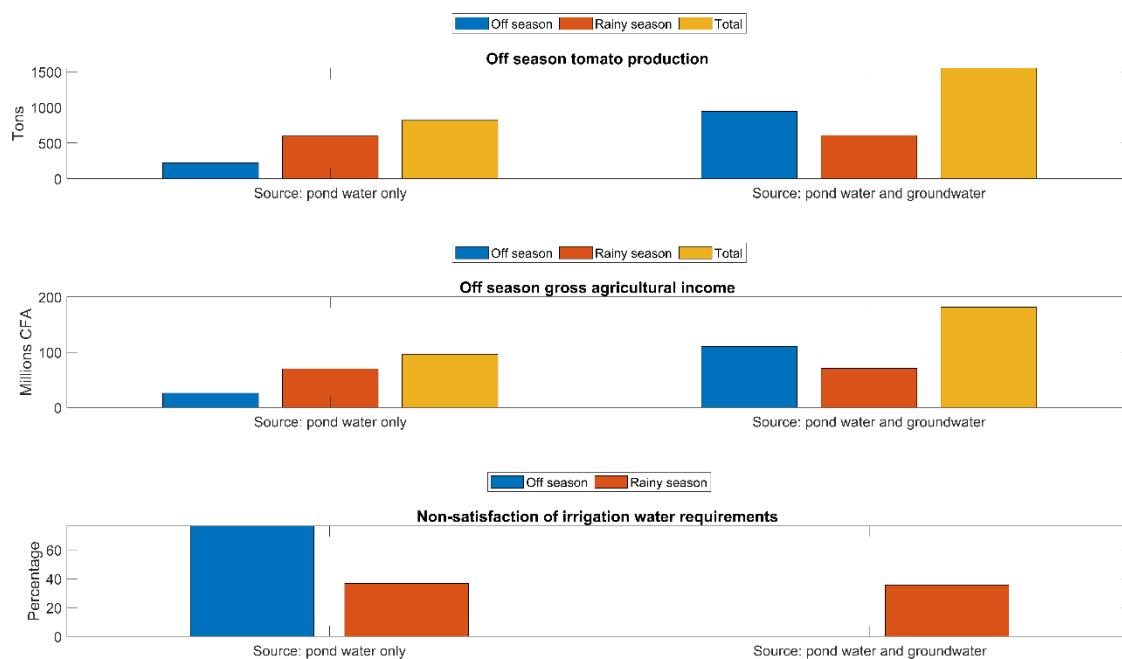 Off season Rainy season Total
Off season tomato production
1500
1000
500
0
Tons
Source: pond water only Source: pond water and groundwater
Off season Rainy season Total
Off season gross agricultural income
200
100
0
Millions CFA
Source: pond water only Source: pond water and groundwater
Off season Rainy season
Non-satisfaction of irrigation water requirements
60
40
20
0
Percentage
Source: pond water only Source: pond water and groundwater